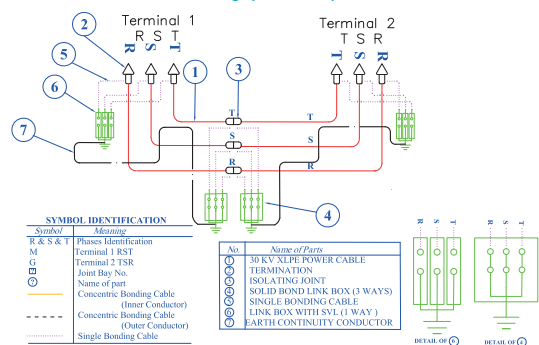 Terminal 1
R S T
R S T
Terminal 2
T S R
T S R
2
5
6
7
1
3
4
T
T
S
S
R
R
SYMBOL IDENTIFICATION
Symbol Meaning
R & S & T Phases Identification
M Terminal 1 RST
G Terminal 2 TSR
Joint Bay No.
Name of part
Concentric Bonding Cable
(Inner Conductor)
Concentric Bonding Cable
(Outer Conductor)
Single Bonding Cable
No. Name of Parts
1 30 KV XLPE POWER CABLE
2 TERMINATION
3 ISOLATING JOINT
4 SOLID BOND LINK BOX (3 WAYS)
5 SINGLE BONDING CABLE
6 LINK BOX WITH SVL (1 WAY )
7 EARTH CONTINUITY CONDUCTOR
R S T
R S T
DETAIL OF 6
DETAIL OF 4